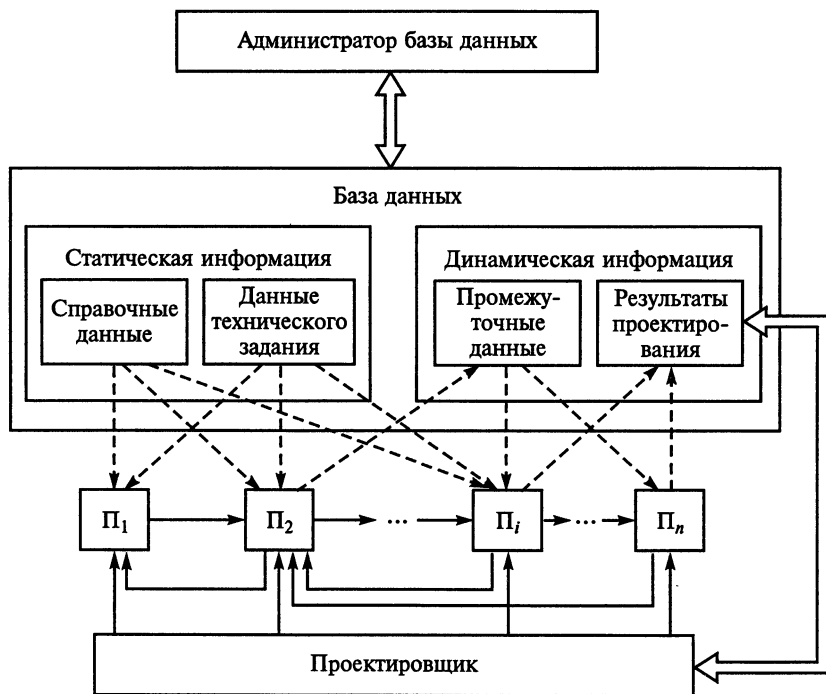 Администратор базы данных
База данных
Статическая информация
Справочные
данные
Данные
технического
задания
Динамическая информация
Промежу-
точные
данные
Результаты
проектиро-
вания
П1
П2
...
Пi
...
Пn
Проектировщик